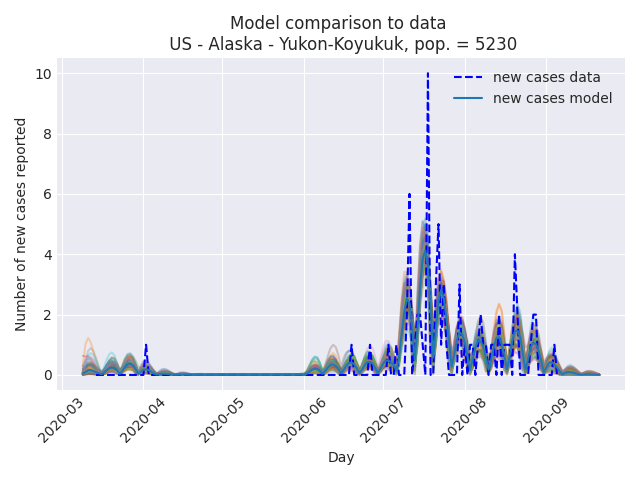 Model comparison to data
US - Alaska - Yukon-Koyukuk, pop. = 5230
new cases data
new cases model
Number of new cases reported
10
8
6
4
2
0
2020-03
2020-04
2020-05
2020-06
2020-07
2020-08
2020-09
Day